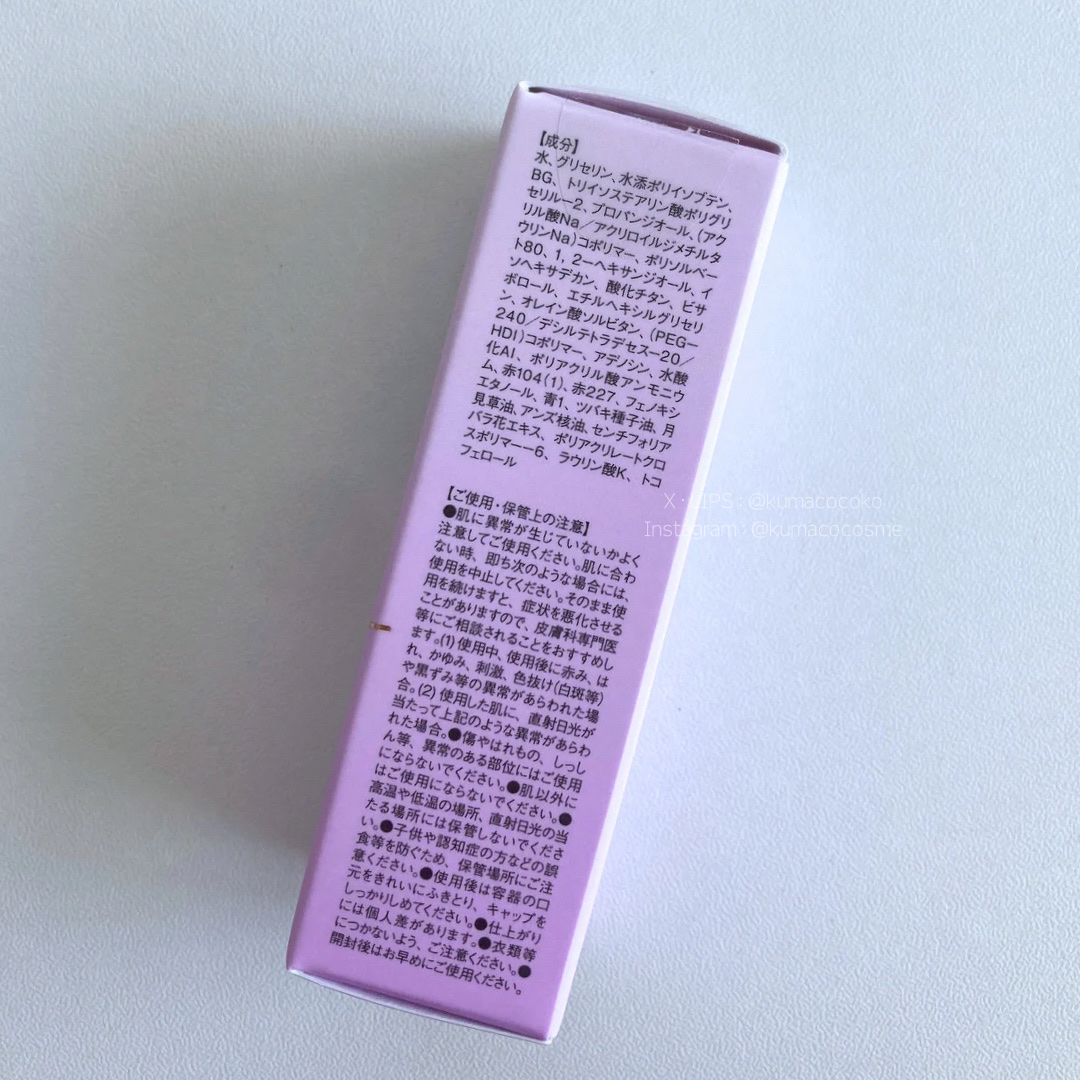 【成分】
水、グリセリン、水添ポリイソブテン、
BG、トリイソステアリン酸ポリグリ
セリル－2、プロパンジオール、(アク
リル酸Na／アクリロイルジメチルタ
ウリンNa)コポリマー、ポリソルベー
ト80、1，2－ヘキサンジオール、イ
ソヘキサデカン、酸化チタン、ビサ
ボロール、エチルヘキシルグリセリ
ン、オレイン酸ソルビタン、(PEG－
240／デシルテトラデセス－20／
HDI)コポリマー、アデノシン、水酸
化Al、ポリアクリル酸アンモニウ
ム、赤104(1)、赤227、フェノキシ
エタノール、青1、ツバキ種子油、月
見草油、アンズ核油、センチフォリア
バラ花エキス、ポリアクリレートクロ
スポリマー－6、ラウリン酸K、トコ
フェロール
【ご使用・保管上の注意】
●肌に異常が生じていないかよく
注意してご使用ください。肌に合わ
ない時、即ち次のような場合には、
使用を中止してください。そのまま使
用を続けますと、症状を悪化させる
ことがありますので、皮膚科専門医
等にご相談されることをおすすめし
ます。(1)使用中、使用後に赤み、は
れ、かゆみ、刺激、色抜け(白斑等)
や黒ずみ等の異常があらわれた場
合。(2)使用した肌に、直射日光が
当たって上記のような異常があらわ
れた場合。●傷やはれもの、しっし
ん等、異常のある部位にはご使用
にならないでください。●肌以外に
はご使用にならないでください。●
高温や低温の場所、直射日光の当
たる場所には保管しないでくださ
い。●子供や認知症の方などの誤
食等を防ぐため、保管場所にご注
意ください。●使用後は容器の口
元をきれいにふきとり、キャップを
しっかりしめてください。●仕上がり
には個人差があります。●衣類等
につかないよう、ご注意ください。●
開封後はお早めにご使用ください。
X・LIPS : @kumacocoko
Instagram : @kumacocosme